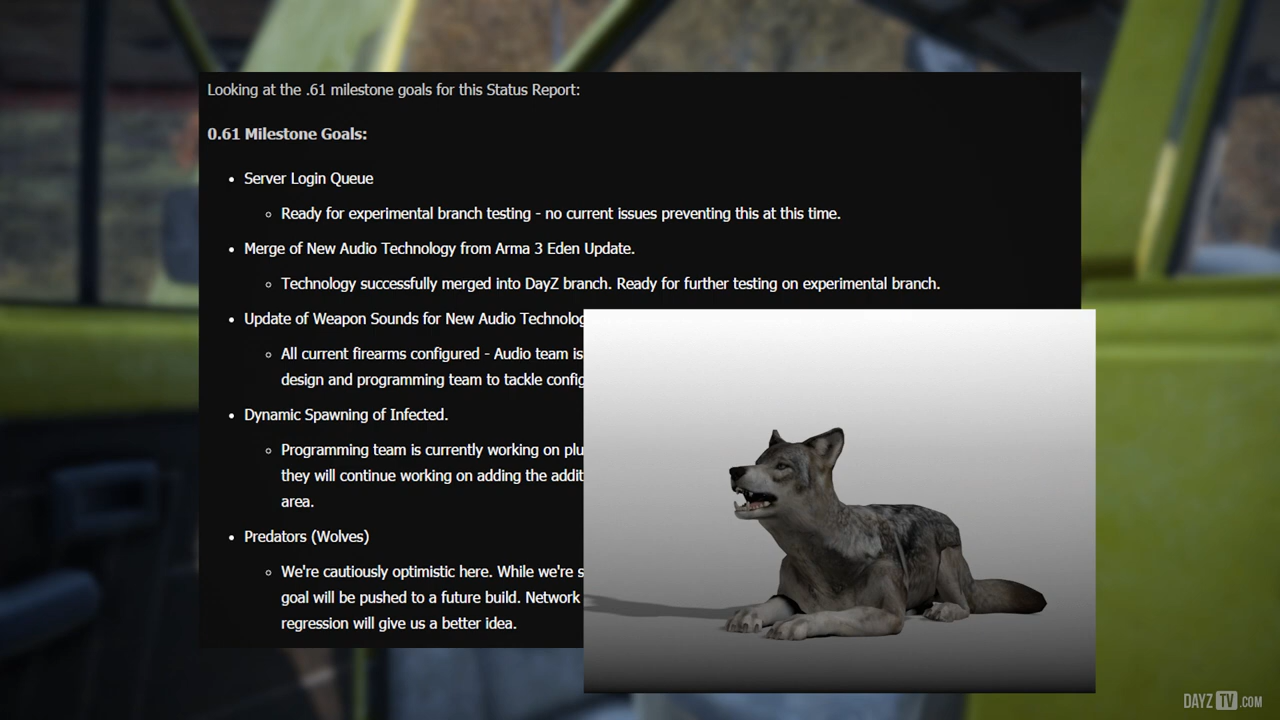 Looking at the .61 milestone goals for this Status Report:
0.61 Milestone Goals:
• Server Login Queue
◦ Ready for experimental branch testing - no current issues preventing this at this time.
• Merge of New Audio Technology from Arma 3 Eden Update.
◦ Technology successfully merged into DayZ branch. Ready for further testing on experimental branch.
• Update of Weapon Sounds for New Audio Technolog
◦ All current firearms configured - Audio team is
design and programming team to tackle config
• Dynamic Spawning of Infected.
◦ Programming team is currently working on plu
they will continue working on adding the addit
area.
• Predators (Wolves)
◦ We're cautiously optimistic here. While we're s
goal will be pushed to a future build. Network
regression will give us a better idea.
DAYZ TV .COM